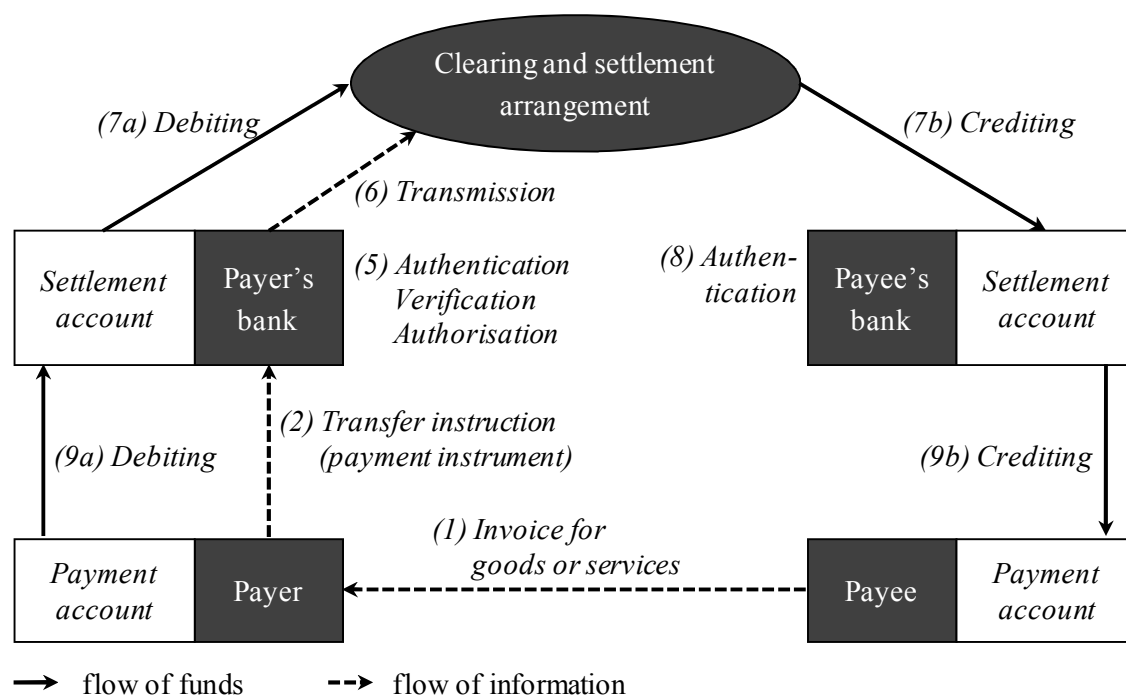 Clearing and settlement
arrangement
(7a) Debiting
(7b) Crediting
(6) Transmission
Settlement
account
Payer’s
bank
(5) Authentication
Verification
Authorisation
(8) Authen-
tication
Payee’s
bank
Settlement
account
(9a) Debiting
(2) Transfer instruction
(payment instrument)
(9b) Crediting
(1) Invoice for
goods or services
Payment
account
Payer
Payee
Payment
account
flow of funds
flow of information